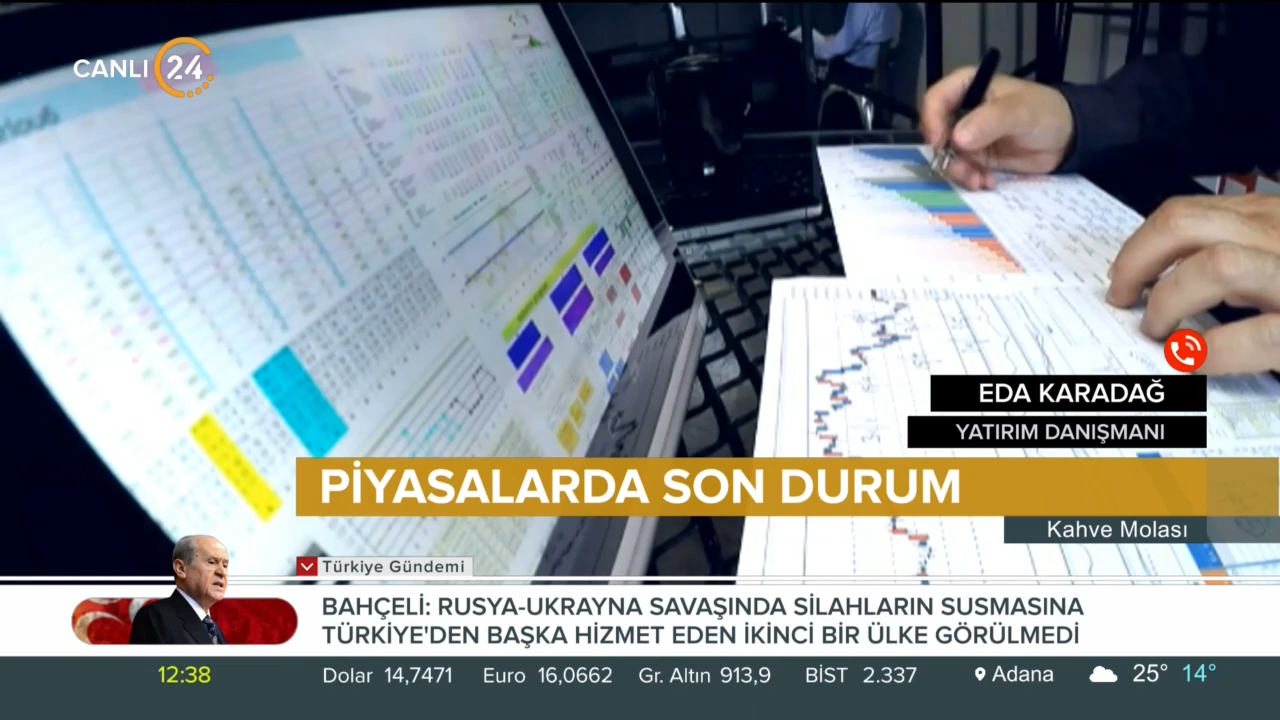 CANLI 24
EDA KARADAĞ
YATIRIM DANIŞMANI
PİYASALARDA SON DURUM
Kahve Molası
Türkiye Gündemi
BAHÇELİ: RUSYA-UKRAYNA SAVAŞINDA SİLAHLARIN SUSMASINA
TÜRKİYE'DEN BAŞKA HİZMET EDEN İKİNCİ BİR ÜLKE GÖRÜLMEDİ
12:38 Dolar 14,7471 Euro 16,0662 Gr. Altın 913,9 BİST 2.337 Adana 25° 14°